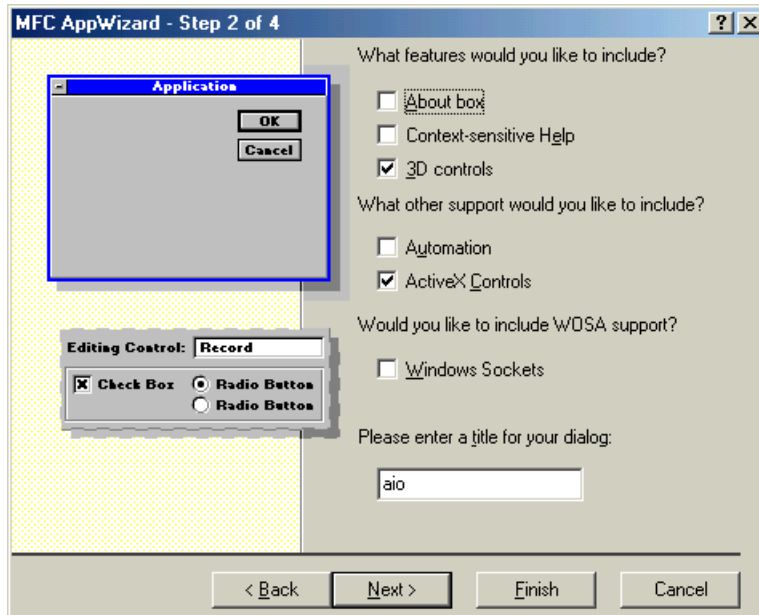 MFC AppWizard - Step 2 of 4
What features would you like to include?
Application
About box
OK
Context-sensitive Help
Cancel
3D controls
What other support would you like to include?
Automation
ActiveX Controls
Would you like to include WOSA support?
Editing Control: Record
Windows Sockets
Check Box Radio Button
Radio Button
Please enter a title for your dialog:
aio
< Back Next > Finish Cancel